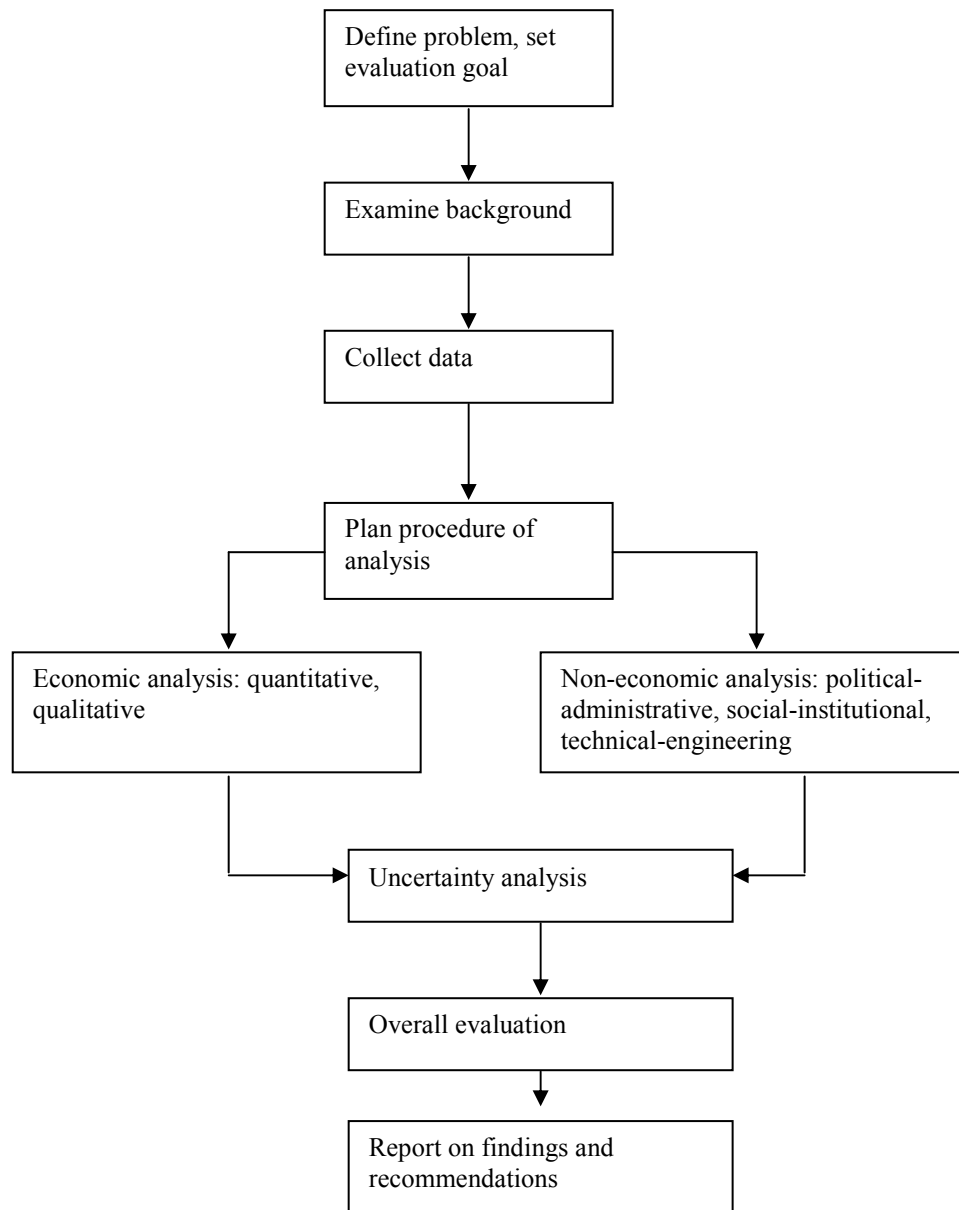 Define problem, set
evaluation goal
Examine background
Collect data
Plan procedure of
analysis
Economic analysis: quantitative,
qualitative
Non-economic analysis: political-
administrative, social-institutional,
technical-engineering
Uncertainty analysis
Overall evaluation
Report on findings and
recommendations